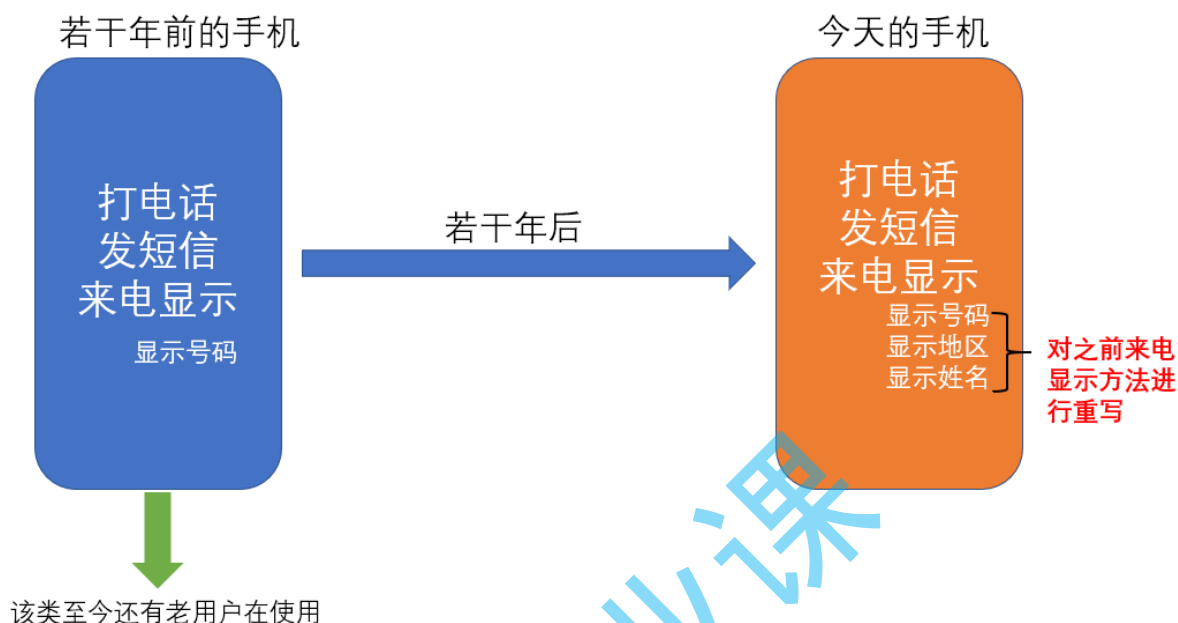 若干年前的手机
今天的手机
打电话
发短信
来电显示
显示号码
若干年后
打电话
发短信
来电显示
显示号码
显示地区
显示姓名
对之前来电
显示方法进
行重写
该类至今还有老用户在使用
业课